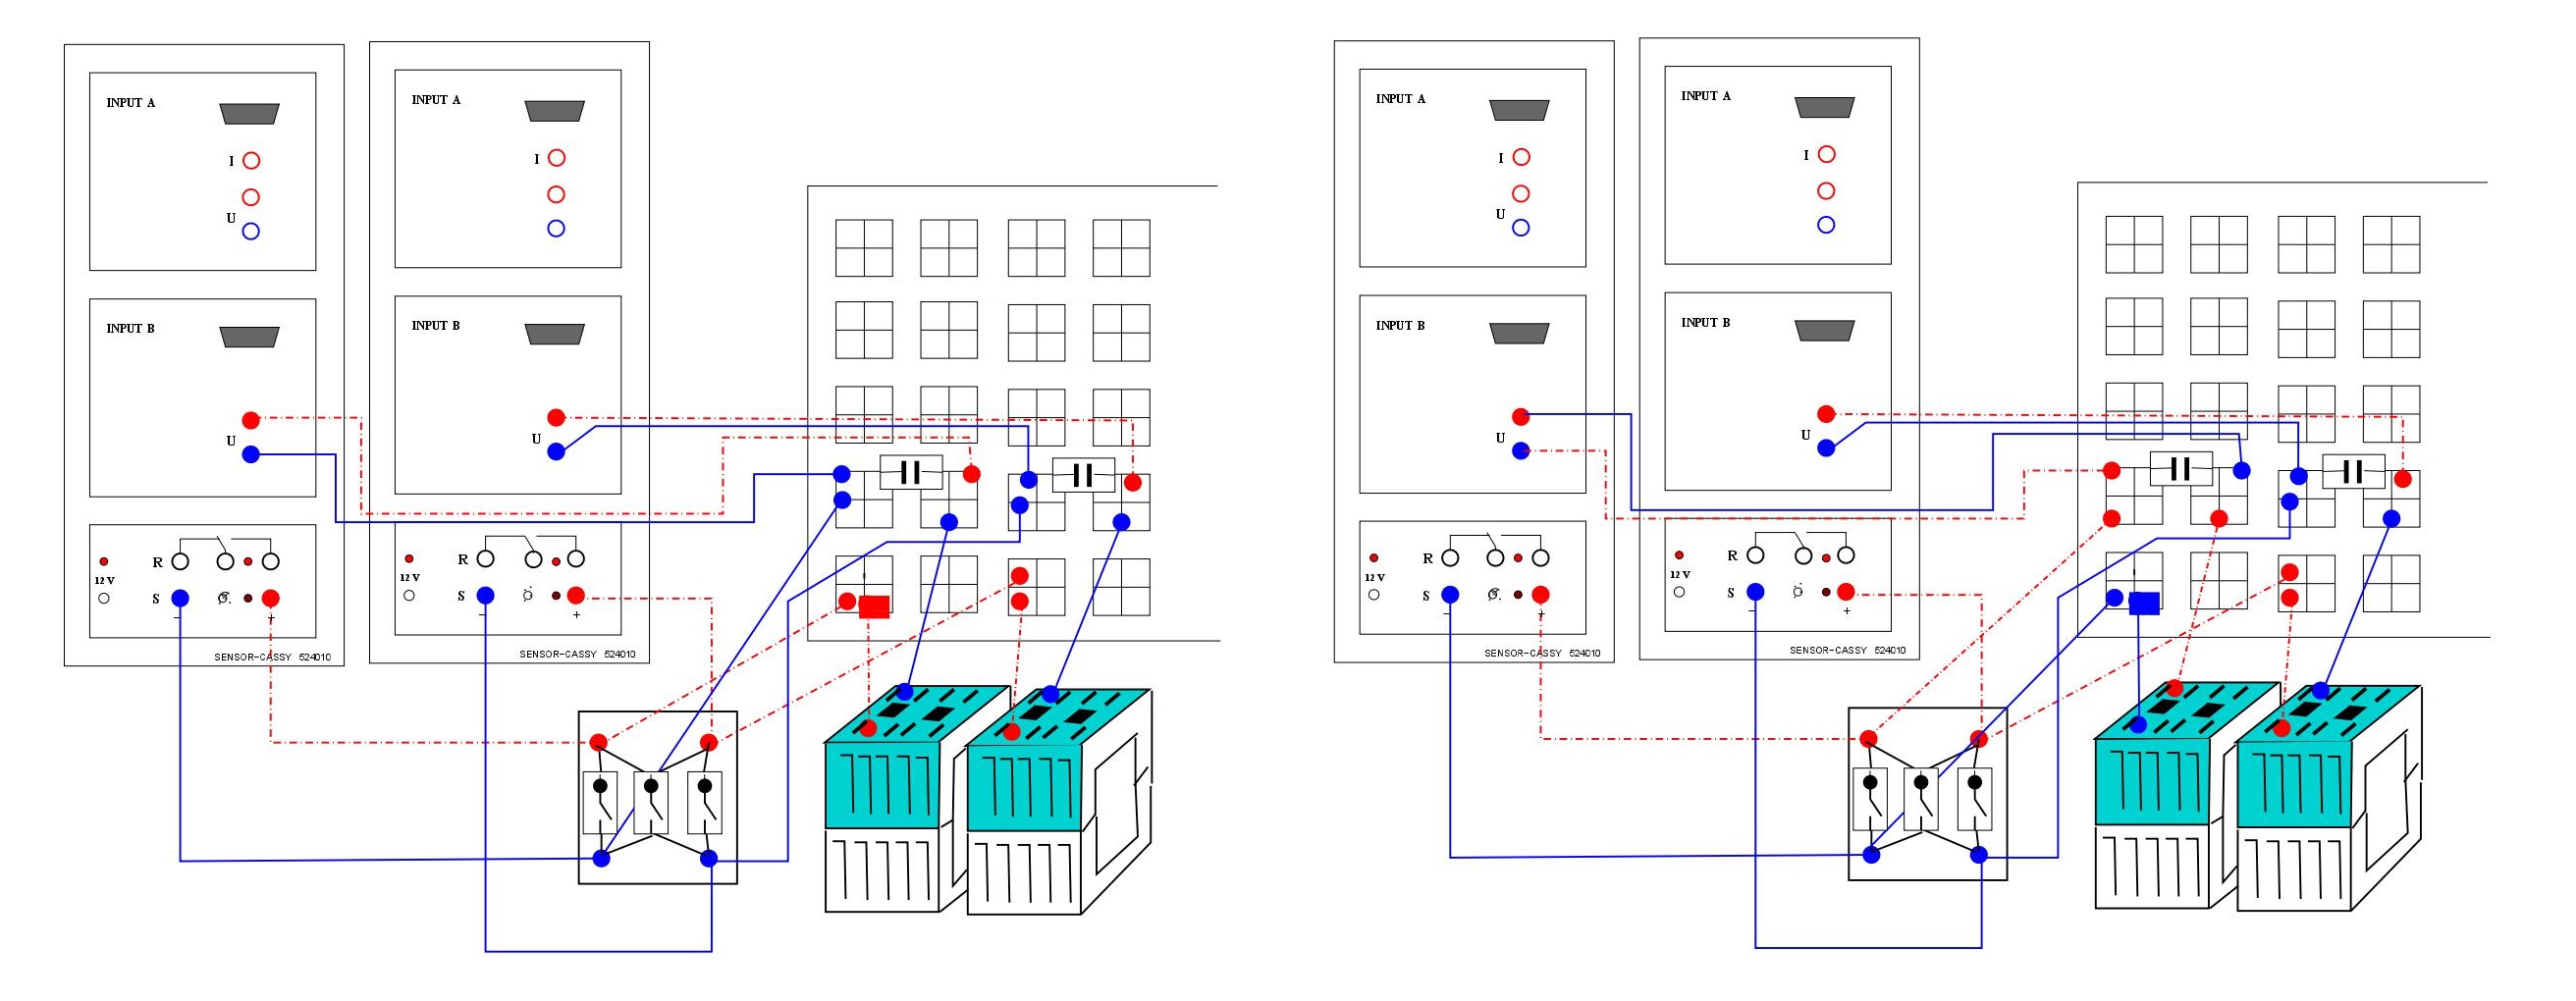 INPUT A
I
U
INPUT B
U
R
12 V
S
−
+
SENSOR-CASSY 524010
INPUT A
I
INPUT B
U
R
12 V
S
−
+
SENSOR-CASSY 524010
INPUT A
I
U
INPUT B
U
R
12 V
S
−
+
SENSOR-CASSY 524010
INPUT A
I
INPUT B
U
R
12 V
S
−
+
SENSOR-CASSY 524010